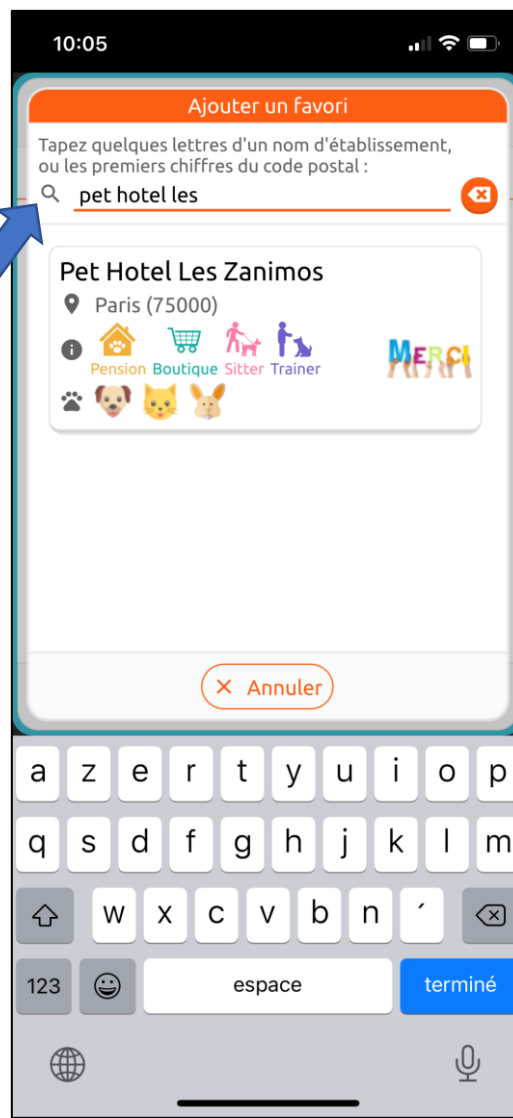 10:05
Ajouter un favori
Tapez quelques lettres d'un nom d'établissement,
ou les premiers chiffres du code postal :
pet hotel les
Pet Hotel Les Zanimos
Paris (75000)
Pension Boutique Sitter Trainer
MERCI
× Annuler
a z e r t y u i o p
q s d f g h j k l m
w x c v b n ´
123 espace terminé